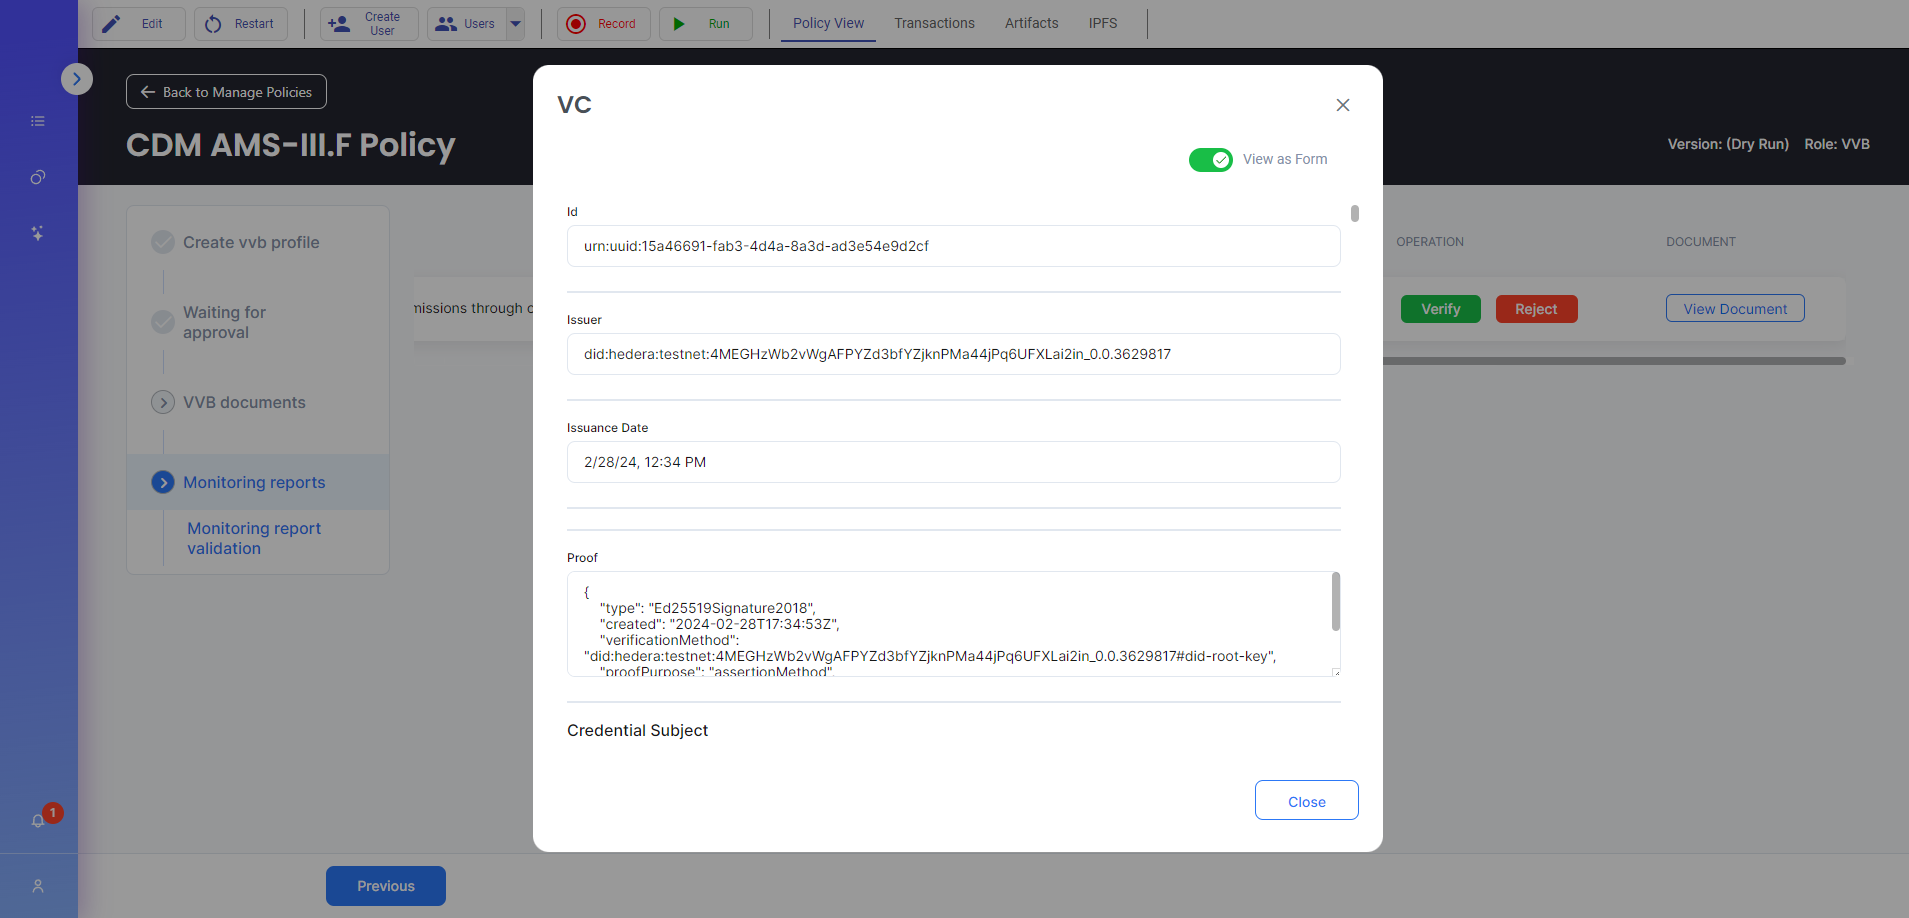 Edit
Restart
Create
User
Users
Record
Run
Policy View
Transactions
Artifacts
IPFS
Back to Manage Policies
CDM AMS-III.F Policy
Version: (Dry Run)
Role: VVB
Create vvb profile
Waiting for
approval
VVB documents
Monitoring reports
Monitoring report
validation
OPERATION
DOCUMENT
missions through
Verify
Reject
View Document
VC
View as Form
Id
urn:uuid:15a46691-fab3-4d4a-8a3d-ad3e54e9d2cf
Issuer
did:hedera:testnet:4MEGHzWb2vWgAFPYZd3bfYZjknPMa44jPq6UFXLai2in_0.0.3629817
Issuance Date
2/28/24, 12:34 PM
Proof
{
"type": "Ed25519Signature2018",
"created": "2024-02-28T17:34:53Z",
"verificationMethod":
"did:hedera:testnet:4MEGHzWb2vWgAFPYZd3bfYZjknPMa44jPq6UFXLai2in_0.0.3629817#did-root-key",
"proofPurpose": "assertionMethod",
Credential Subject
Close
1
Previous